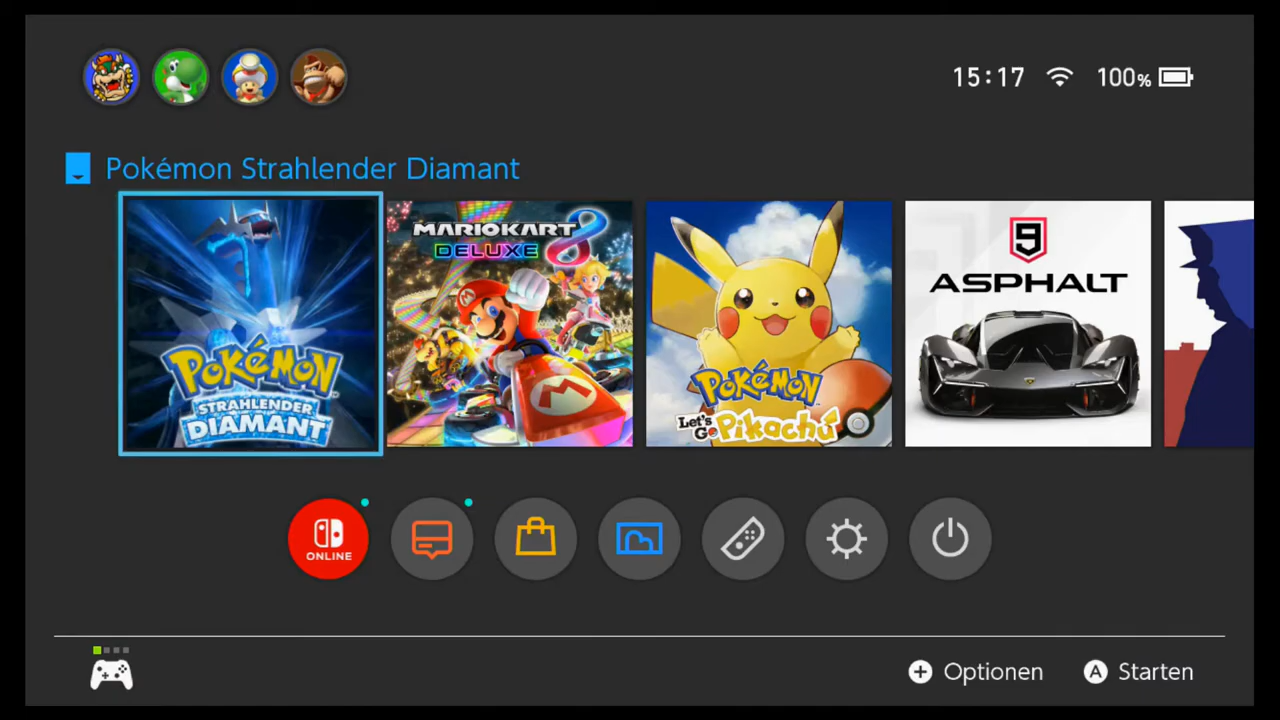 15:17 100%
Pokémon Strahlender Diamant
POKéMON
STRAHLENDER
DIAMANT
MARIOKART 8
DELUXE
POKéMON
Let's Go Pikachu
9
ASPHALT
ONLINE
+ Optionen A Starten